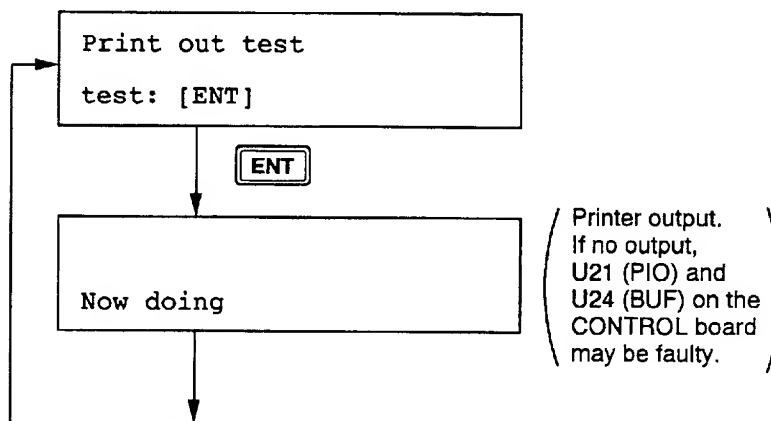 Print out test
test: [ENT]
ENT
Now doing
Printer output.
If no output,
U21 (PIO) and
U24 (BUF) on the
CONTROL board
may be faulty.